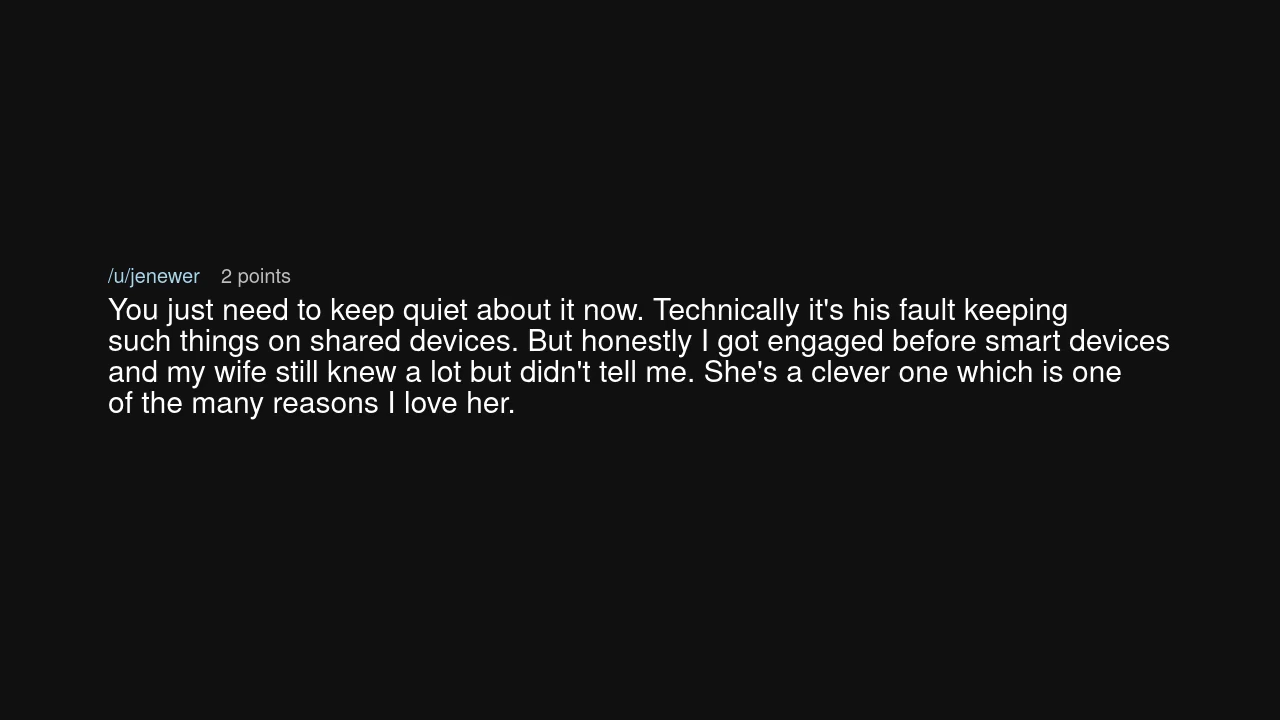 /u/jenewer 2 points
You just need to keep quiet about it now. Technically it's his fault keeping
such things on shared devices. But honestly I got engaged before smart devices
and my wife still knew a lot but didn't tell me. She's a clever one which is one
of the many reasons I love her.